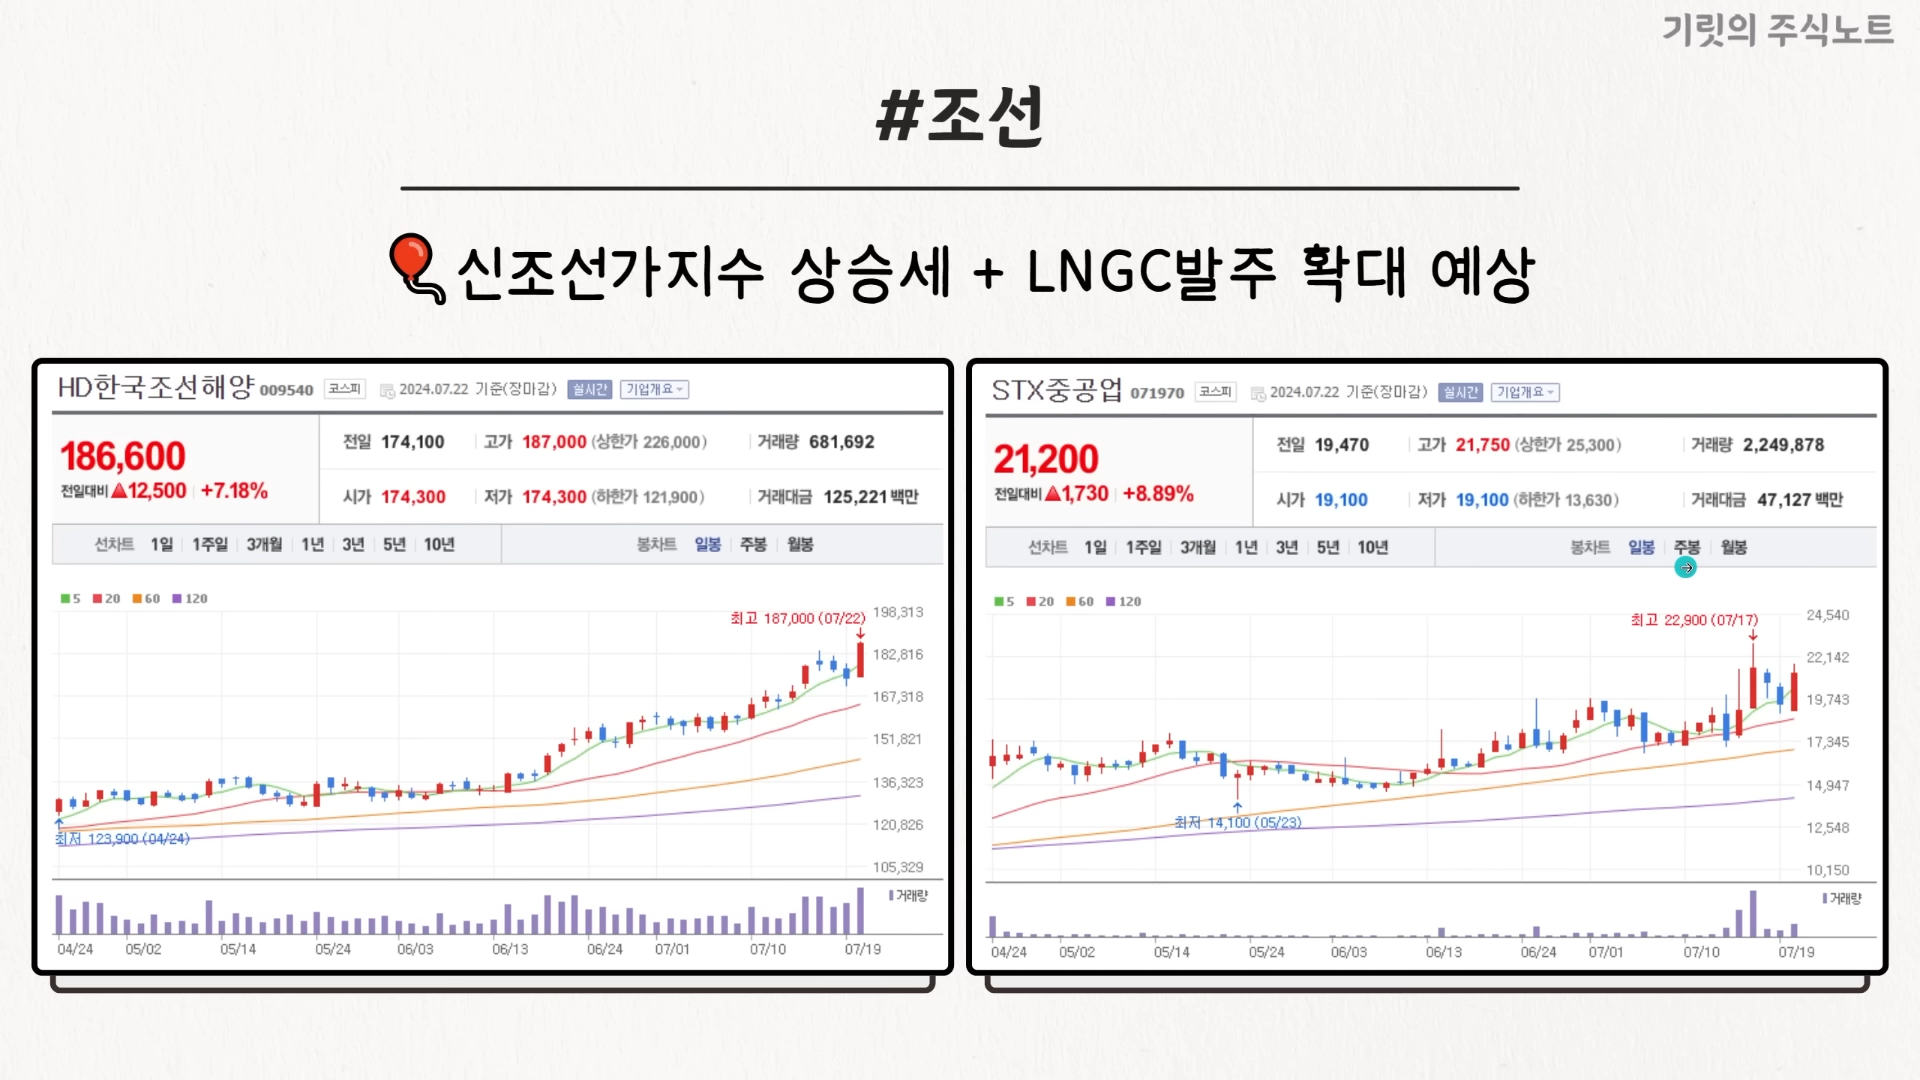 기릿의 주식노트
#조선
신조선가지수 상승세 + LNGC발주 확대 예상
HD한국조선해양 009540 코스피 2024.07.22 기준(장마감) 실시간 기업개요
186,600
전일대비 ▲12,500 +7.18%
전일 174,100 고가 187,000 (상한가 226,000) 거래량 681,692
시가 174,300 저가 174,300 (하한가 121,900) 거래대금 125,221 백만
선차트 1일 1주일 3개월 1년 3년 5년 10년 봉차트 일봉 주봉 월봉
5 20 60 120
최고 187,000 (07/22)
198,313
182,816
167,318
151,821
136,323
120,826
105,329
최저 123,900 (04/24)
거래량
04/24 05/02 05/14 05/24 06/03 06/13 06/24 07/01 07/10 07/19
STX중공업 071970 코스피 2024.07.22 기준(장마감) 실시간 기업개요
21,200
전일대비 ▲1,730 +8.89%
전일 19,470 고가 21,750 (상한가 25,300) 거래량 2,249,878
시가 19,100 저가 19,100 (하한가 13,630) 거래대금 47,127 백만
선차트 1일 1주일 3개월 1년 3년 5년 10년 봉차트 일봉 주봉 월봉
5 20 60 120
최고 22,900 (07/17)
24,540
22,142
19,743
17,345
14,947
12,548
10,150
최저 14,100 (05/23)
거래량
04/24 05/02 05/14 05/24 06/03 06/13 06/24 07/01 07/10 07/19